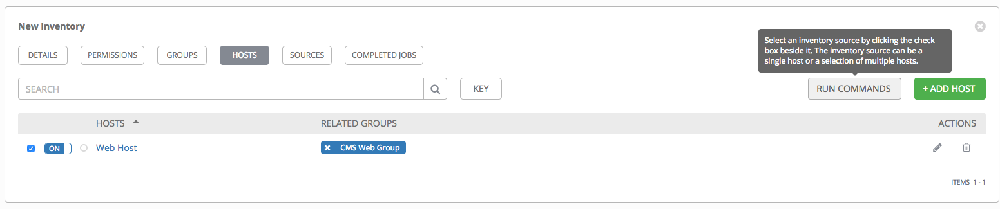 New Inventory
Select an inventory source by clicking the check
box beside it. The inventory source can be a
single host or a selection of multiple hosts.
DETAILS PERMISSIONS GROUPS HOSTS SOURCES COMPLETED JOBS
SEARCH KEY RUN COMMANDS + ADD HOST
HOSTS RELATED GROUPS ACTIONS
ON Web Host CMS Web Group
ITEMS 1 - 1